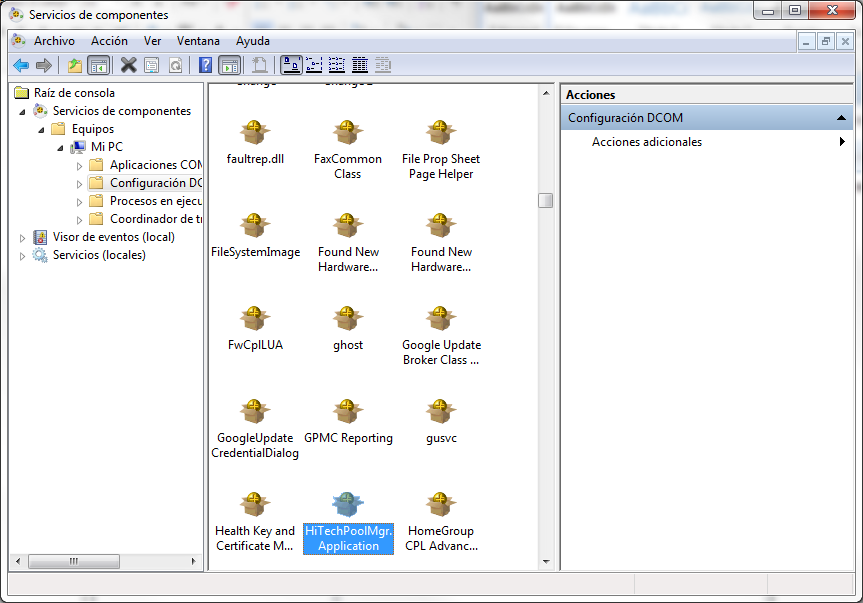 Servicios de componentes
Archivo Acción Ver Ventana Ayuda
Raíz de consola
Servicios de componentes
Equipos
Mi PC
Aplicaciones COM
Configuración DC
Procesos en ejecu
Coordinador de tr
Visor de eventos (local)
Servicios (locales)
faultrep.dll
FaxCommon
Class
File Prop Sheet
Page Helper
FileSystemImage
Found New
Hardware...
Found New
Hardware...
FwCplLUA
ghost
Google Update
Broker Class ...
GoogleUpdate
CredentialDialog
GPMC Reporting
gusvc
Health Key and
Certificate M...
HiTechPoolMgr.
Application
HomeGroup
CPL Advanc...
Acciones
Configuración DCOM
Acciones adicionales